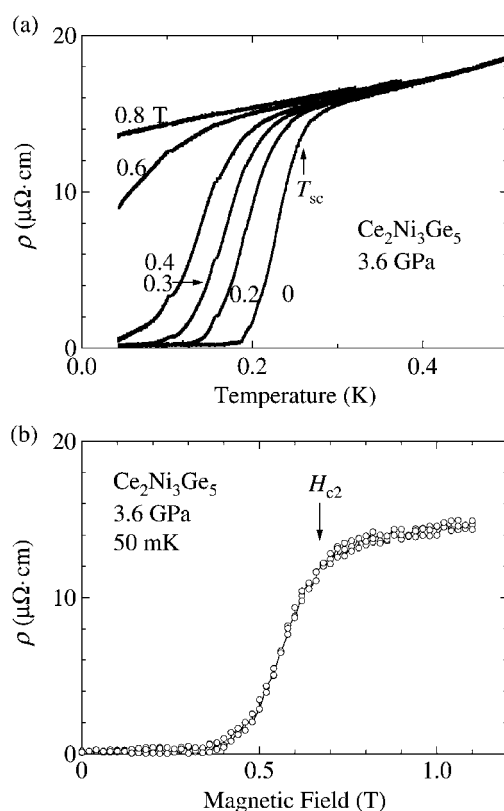 (a)
20
0.8 T
0.6
10
T_sc
0.4
0.3
0.2
0
Ce₂Ni₃Ge₅
3.6 GPa
ρ (μΩ·cm)
0
0.0
0.2
0.4
Temperature (K)
(b)
20
Ce₂Ni₃Ge₅
3.6 GPa
50 mK
H_c2
ρ (μΩ·cm)
10
0
0
0.5
1.0
Magnetic Field (T)